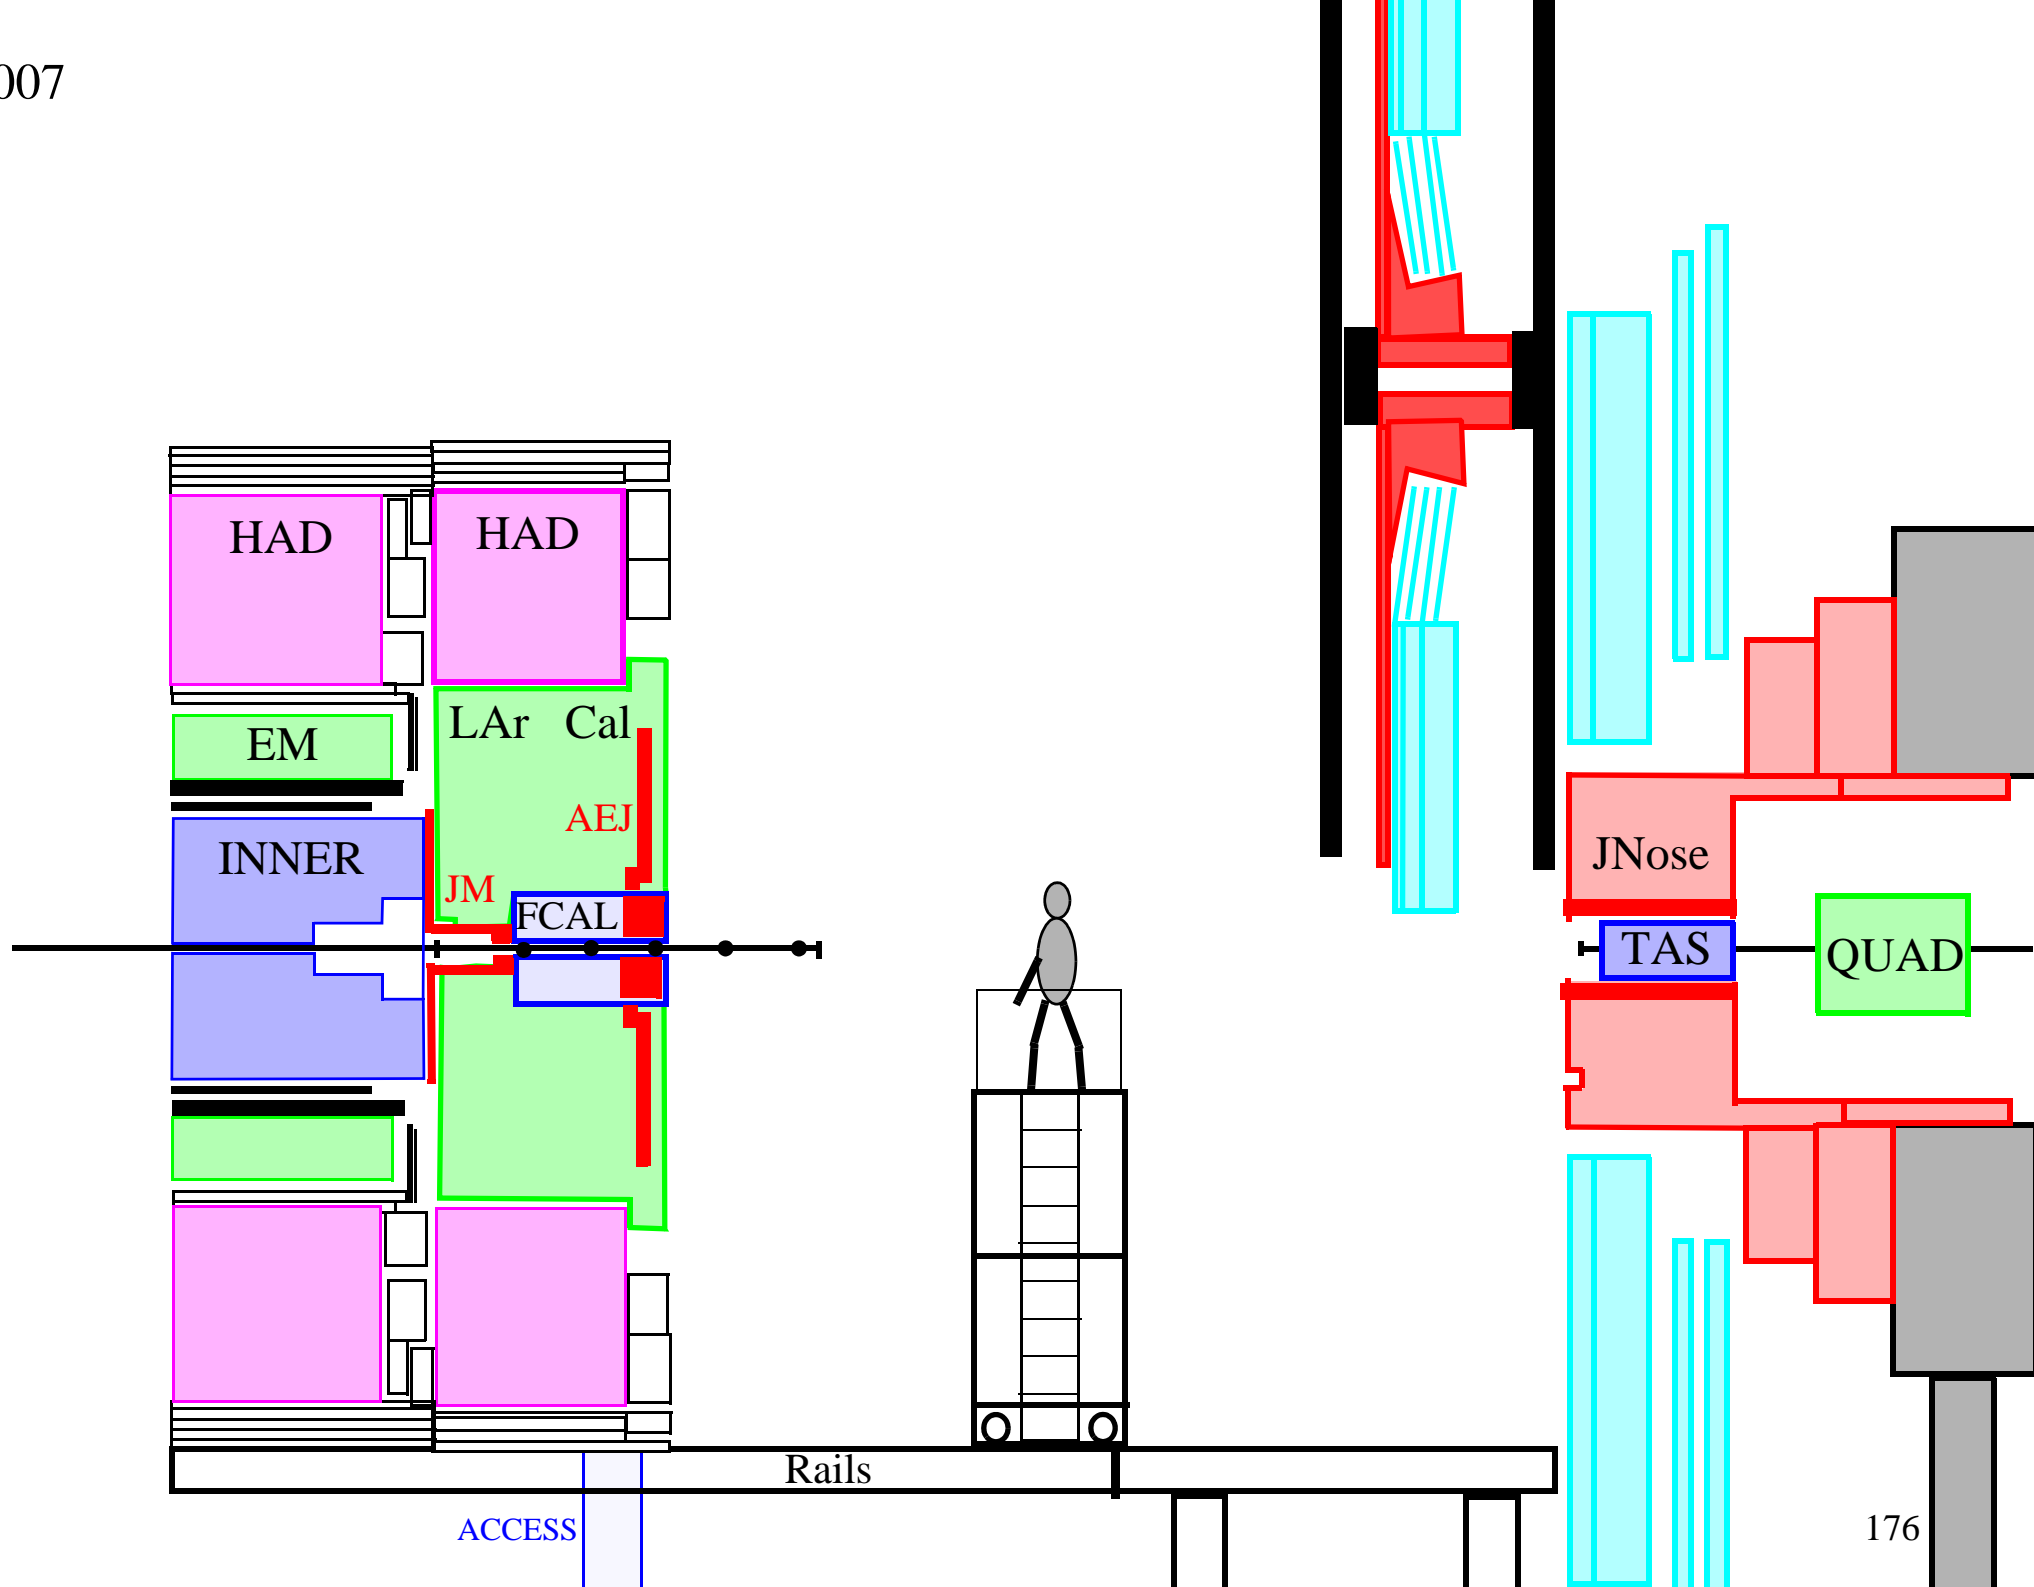 007
HAD
HAD
LAr Cal
EM
AEJ
INNER
JNose
JM
FCAL
TAS
QUAD
Rails
ACCESS
176